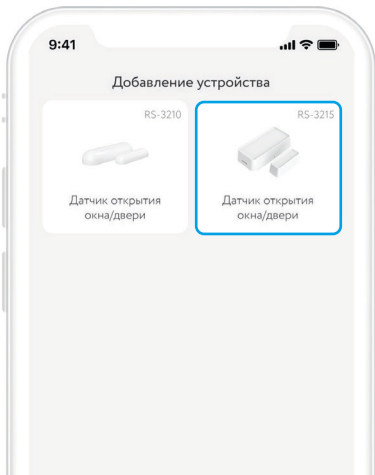 9:41
Добавление устройства
RS-3210
Датчик открытия
окна/двери
RS-3215
Датчик открытия
окна/двери